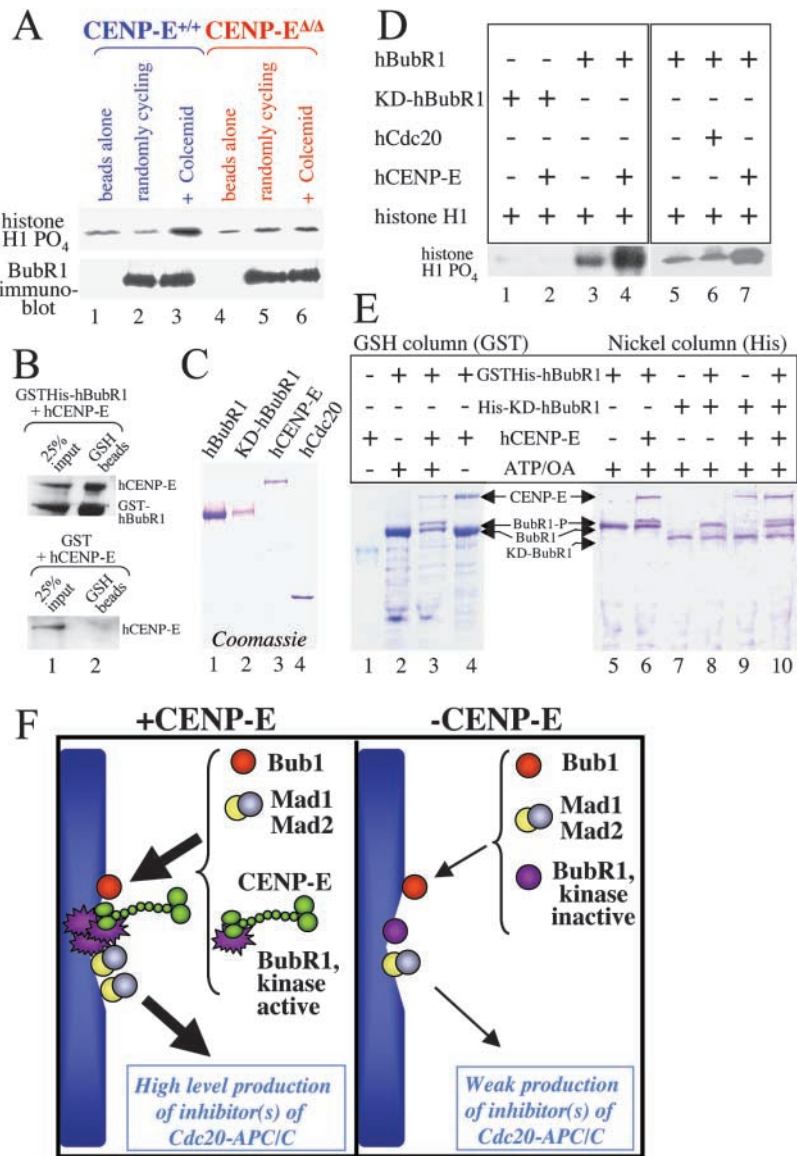 A
CENP-E+/+ CENP-EΔ/Δ
beads alone
randomly cycling
+ Colcemid
beads alone
randomly cycling
+ Colcemid
histone
H1 PO4
BubR1
immuno-
blot
1 2 3 4 5 6
B
GSTHis-hBubR1
+ hCENP-E
25%
input
GSH
beads
hCENP-E
GST-
hBubR1
GST
+ hCENP-E
25%
input
GSH
beads
hCENP-E
1 2
C
hBubR1
KD-hBubR1
hCENP-E
hCdc20
Coomassie
1 2 3 4
D
hBubR1 - - + + + + +
KD-hBubR1 + + - - - - -
hCdc20 - - - - - + -
hCENP-E - + - + - - +
histone H1 + + + + + + +
histone
H1 PO4
1 2 3 4 5 6 7
E
GSH column (GST) Nickel column (His)
- + + + GSTHis-hBubR1 + + - + - +
- - - - His-KD-hBubR1 - - + + + +
+ - + + hCENP-E - + - - + +
- + + - ATP/OA + + + + + +
CENP-E
BubR1-P
BubR1
KD-BubR1
1 2 3 4 5 6 7 8 9 10
F
+CENP-E
Bub1
Mad1
Mad2
CENP-E
BubR1,
kinase
active
High level production
of inhibitor(s) of
Cdc20-APC/C
-CENP-E
Bub1
Mad1
Mad2
BubR1,
kinase
inactive
Weak production
of inhibitor(s) of
Cdc20-APC/C